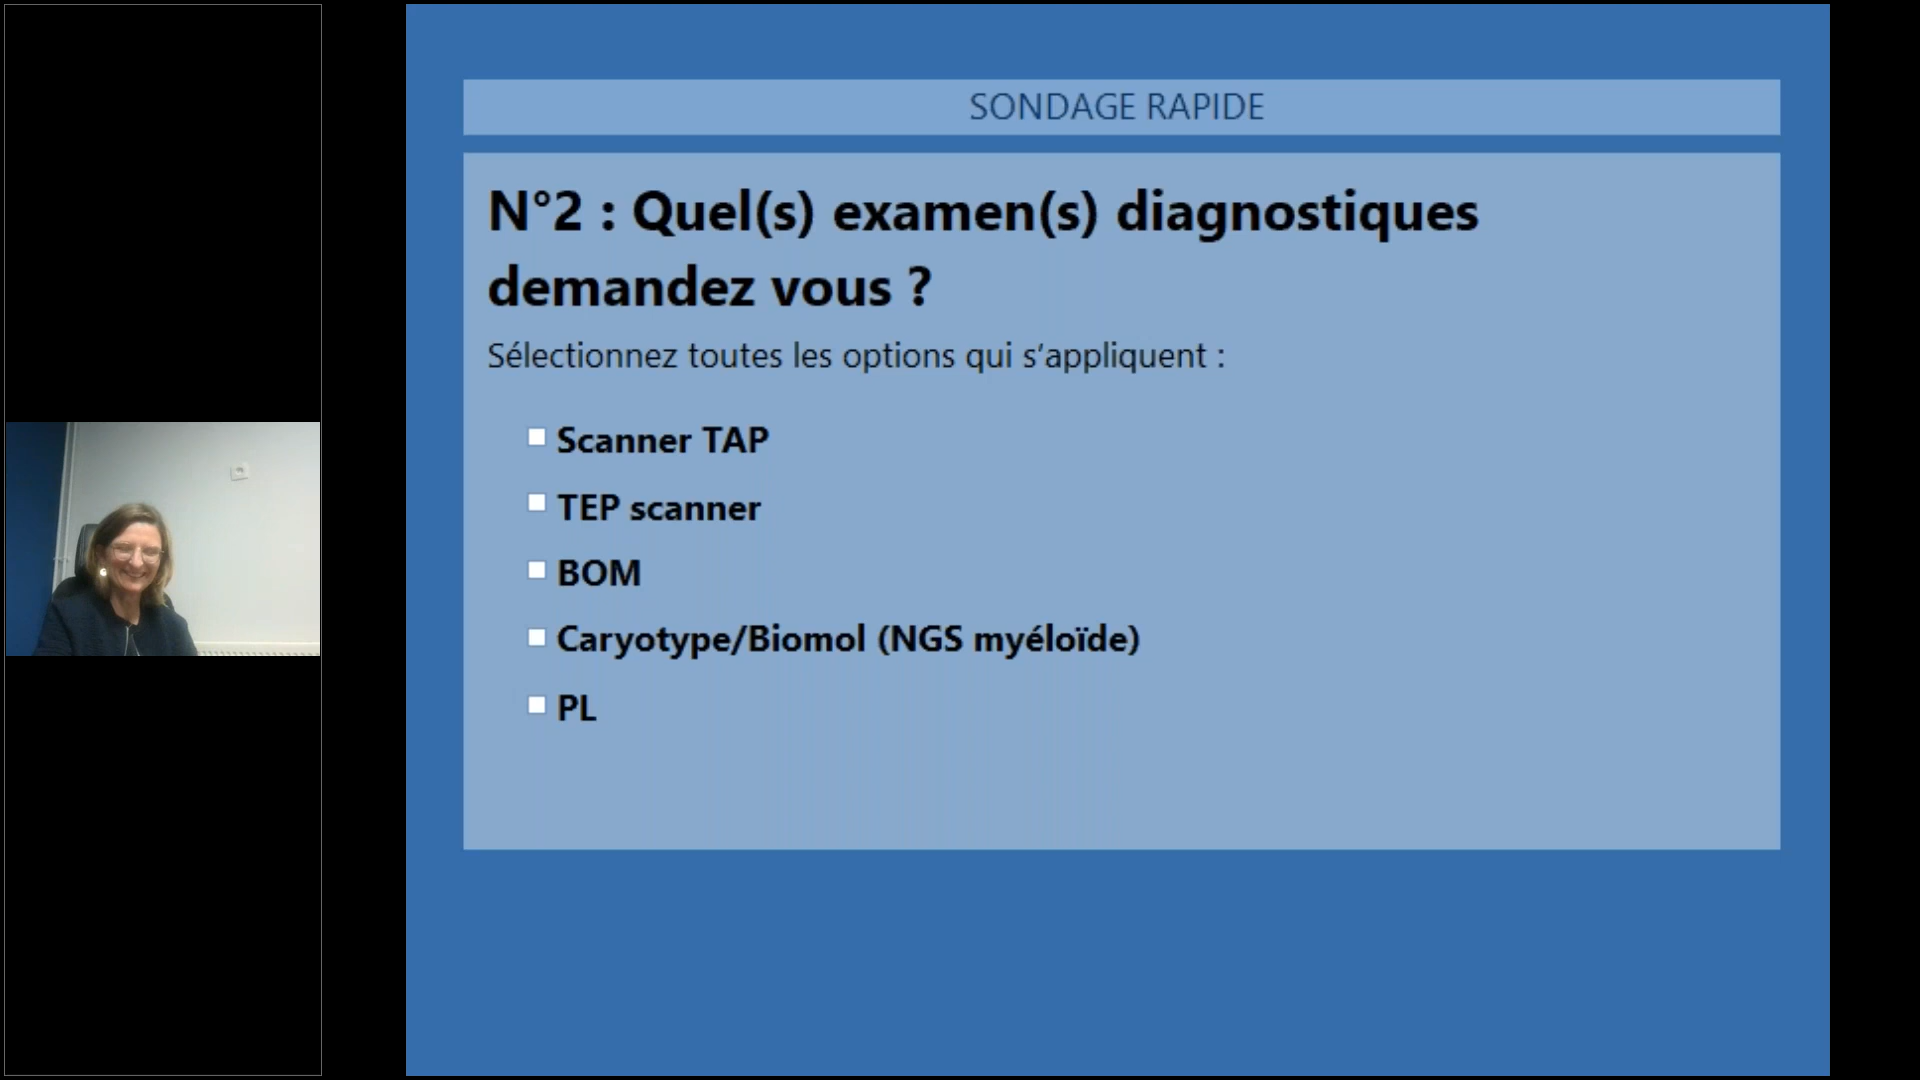 SONDAGE RAPIDE
N°2 : Quel(s) examen(s) diagnostiques
demandez vous ?
Sélectionnez toutes les options qui s’appliquent :
Scanner TAP
TEP scanner
BOM
Caryotype/Biomol (NGS myéloïde)
PL